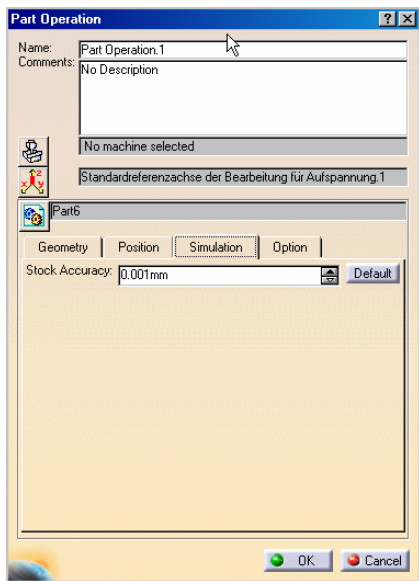 Part Operation
Name: Part Operation.1
Comments: No Description
No machine selected
Standardreferenzachse der Bearbeitung für Aufspannung.1
Part6
Geometry Position Simulation Option
Stock Accuracy: 0.001mm Default
OK Cancel